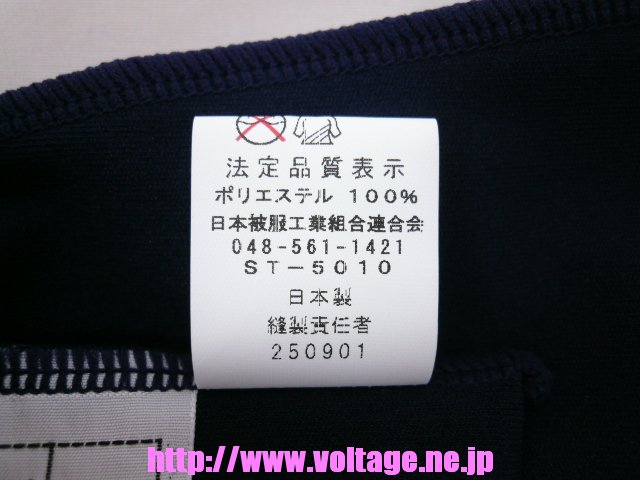 法定品質表示
ポリエステル 100%
日本被服工業組合連合会
048-561-1421
ST-5010
日本製
縫製責任者
250901
http://www.voltage.ne.jp